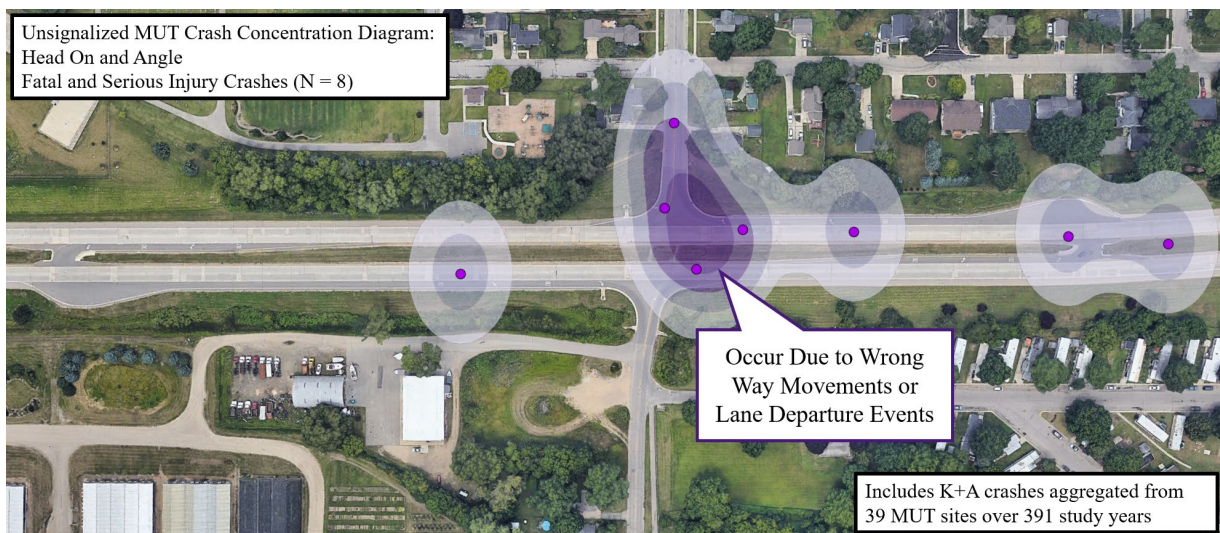 Unsignalized MUT Crash Concentration Diagram:
Head On and Angle
Fatal and Serious Injury Crashes (N = 8)
Occur Due to Wrong
Way Movements or
Lane Departure Events
Includes K+A crashes aggregated from
39 MUT sites over 391 study years